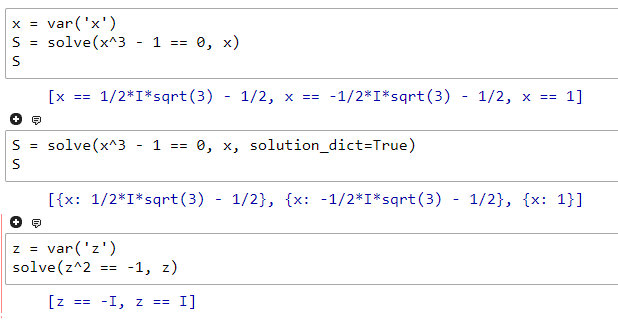 x = var('x')
S = solve(x^3 - 1 == 0, x)
S
[x == 1/2*I*sqrt(3) - 1/2, x == -1/2*I*sqrt(3) - 1/2, x == 1]
S = solve(x^3 - 1 == 0, x, solution_dict=True)
S
[{x: 1/2*I*sqrt(3) - 1/2}, {x: -1/2*I*sqrt(3) - 1/2}, {x: 1}]
z = var('z')
solve(z^2 == -1, z)
[z == -I, z == I]